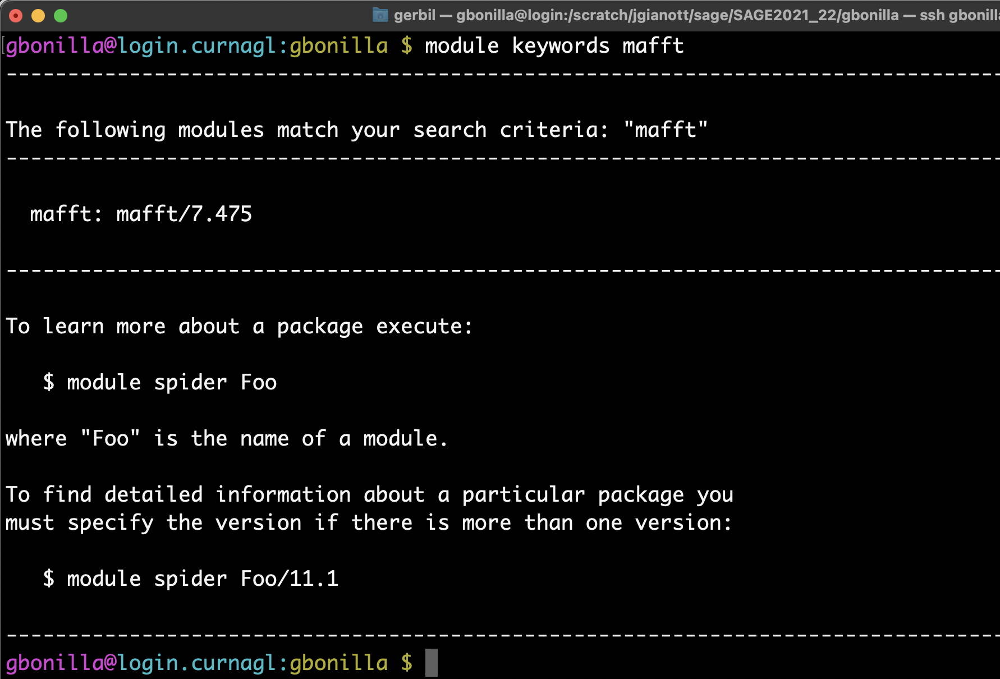 gerbil — gbonilla@login:/scratch/jgianott/sage/SAGE2021_22/gbonilla — ssh gbonilla
gbonilla@login.curnagl:gbonilla $ module keywords mafft
---------------------------------------------------------------------------------
The following modules match your search criteria: "mafft"
---------------------------------------------------------------------------------
  mafft: mafft/7.475
---------------------------------------------------------------------------------
To learn more about a package execute:
   $ module spider Foo
where "Foo" is the name of a module.
To find detailed information about a particular package you
must specify the version if there is more than one version:
   $ module spider Foo/11.1
---------------------------------------------------------------------------------
gbonilla@login.curnagl:gbonilla $